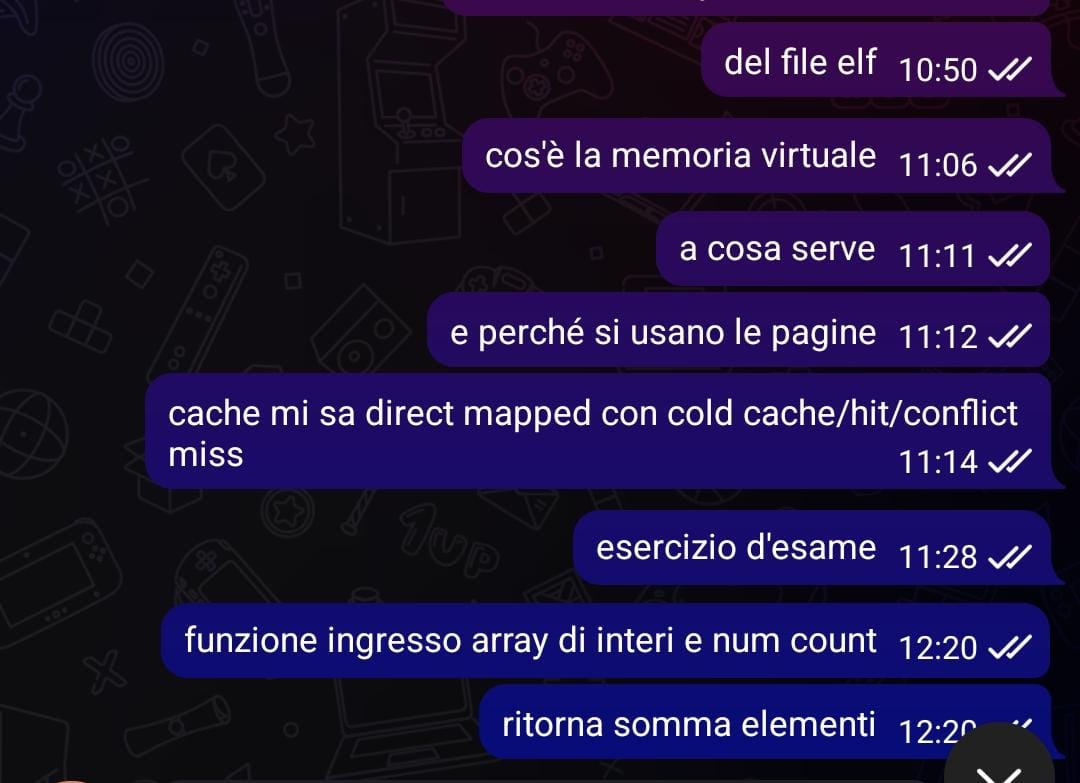 del file elf 10:50
cos'è la memoria virtuale 11:06
a cosa serve 11:11
e perché si usano le pagine 11:12
cache mi sa direct mapped con cold cache/hit/conflict
miss 11:14
esercizio d'esame 11:28
funzione ingresso array di interi e num count 12:20
ritorna somma elementi 12:20
1UP